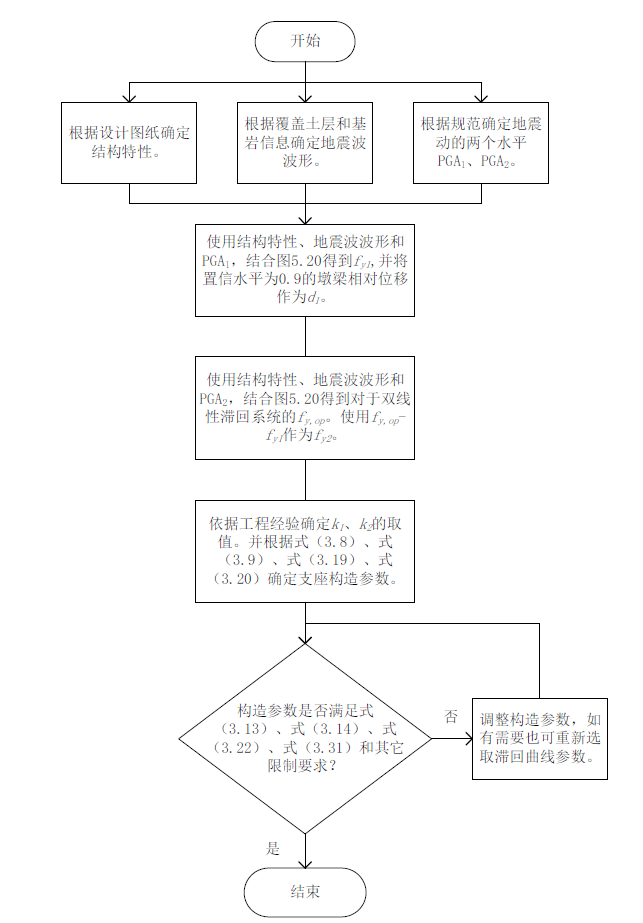 开始
根据设计图纸确定
结构特性。
根据覆盖土层和基
岩信息确定地震波
波形。
根据规范确定地震
动的两个水平
PGA₁、PGA₂。
使用结构特性、地震波波形和
PGA₁, 结合图5.20得到fy1,并将
置信水平为0.9的墩梁相对位移
作为d₁。
使用结构特性、地震波波形和
PGA₂, 结合图5.20得到对于双线
性滞回系统的fy,op。使用fy,op-
fy1作为fy2。
依据工程经验确定k₁、k₂的取
值。并根据式（3.8）、式
（3.9）、式（3.19）、式
（3.20）确定支座构造参数。
构造参数是否满足式
（3.13）、式（3.14）、式
（3.22）、式（3.31）和其它
限制要求？
否
调整构造参数，如
有需要也可重新选
取滞回曲线参数。
是
结束